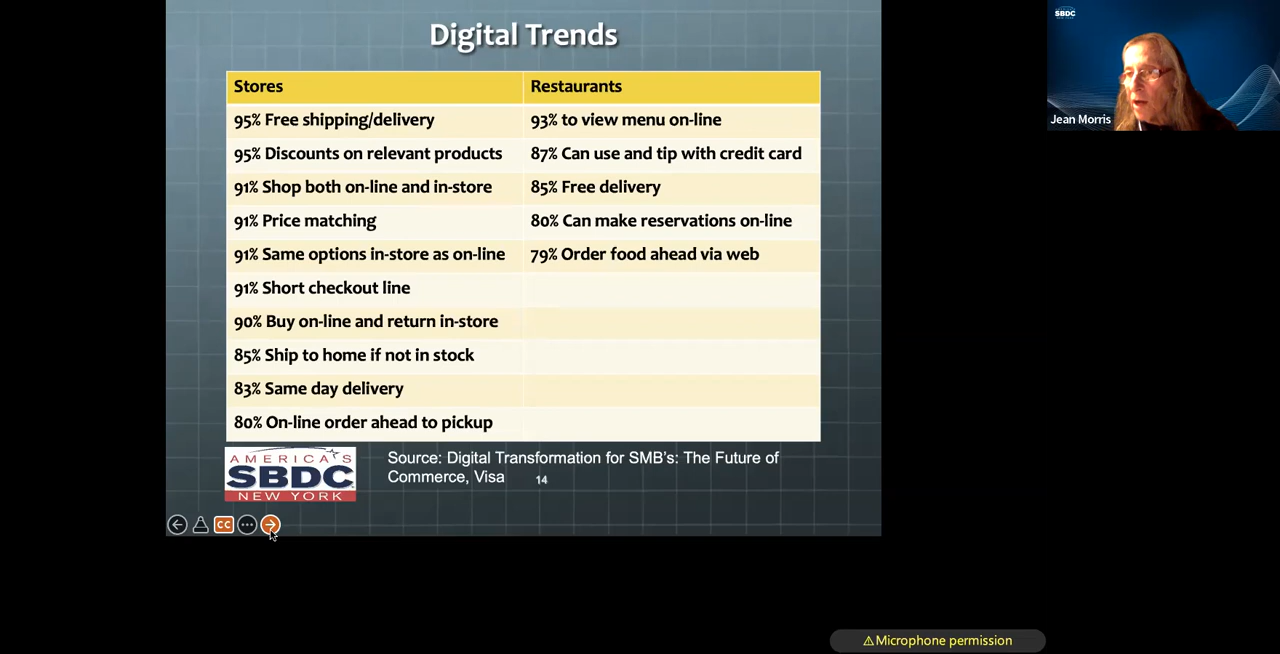 Digital Trends
Stores
Restaurants
95% Free shipping/delivery
93% to view menu on-line
95% Discounts on relevant products
87% Can use and tip with credit card
91% Shop both on-line and in-store
85% Free delivery
91% Price matching
80% Can make reservations on-line
91% Same options in-store as on-line
79% Order food ahead via web
91% Short checkout line
90% Buy on-line and return in-store
85% Ship to home if not in stock
83% Same day delivery
80% On-line order ahead to pickup
AMERICA'S
SBDC
NEW YORK
Source: Digital Transformation for SMB's: The Future of
Commerce, Visa
14
CC
SBDC
NEW YORK
Jean Morris
Microphone permission